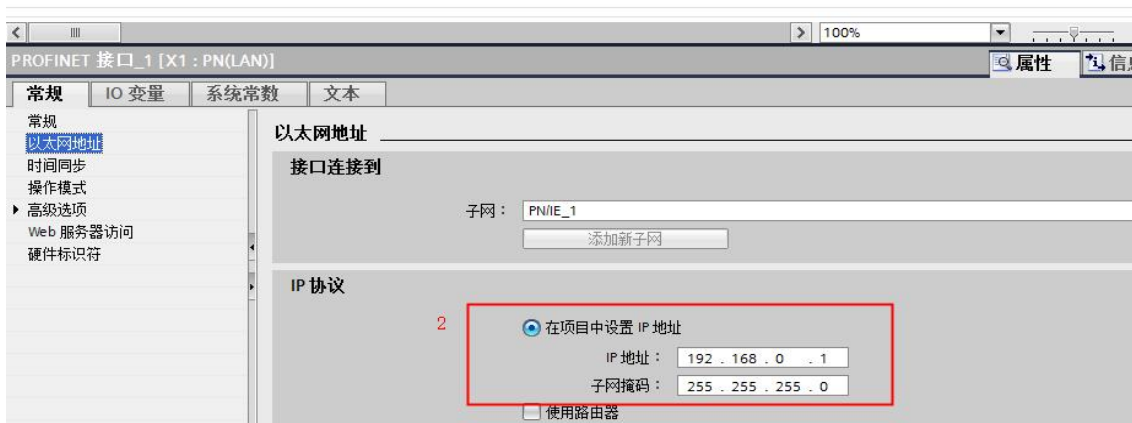 100%
PROFINET 接口_1 [X1 : PN(LAN)]
属性
信
常规 IO 变量 系统常数 文本
常规
以太网地址
时间同步
操作模式
高级选项
Web 服务器访问
硬件标识符
以太网地址
接口连接到
子网： PN/IE_1
添加新子网
IP 协议
2
在项目中设置 IP 地址
IP 地址： 192 . 168 . 0 . 1
子网掩码： 255 . 255 . 255 . 0
使用路由器